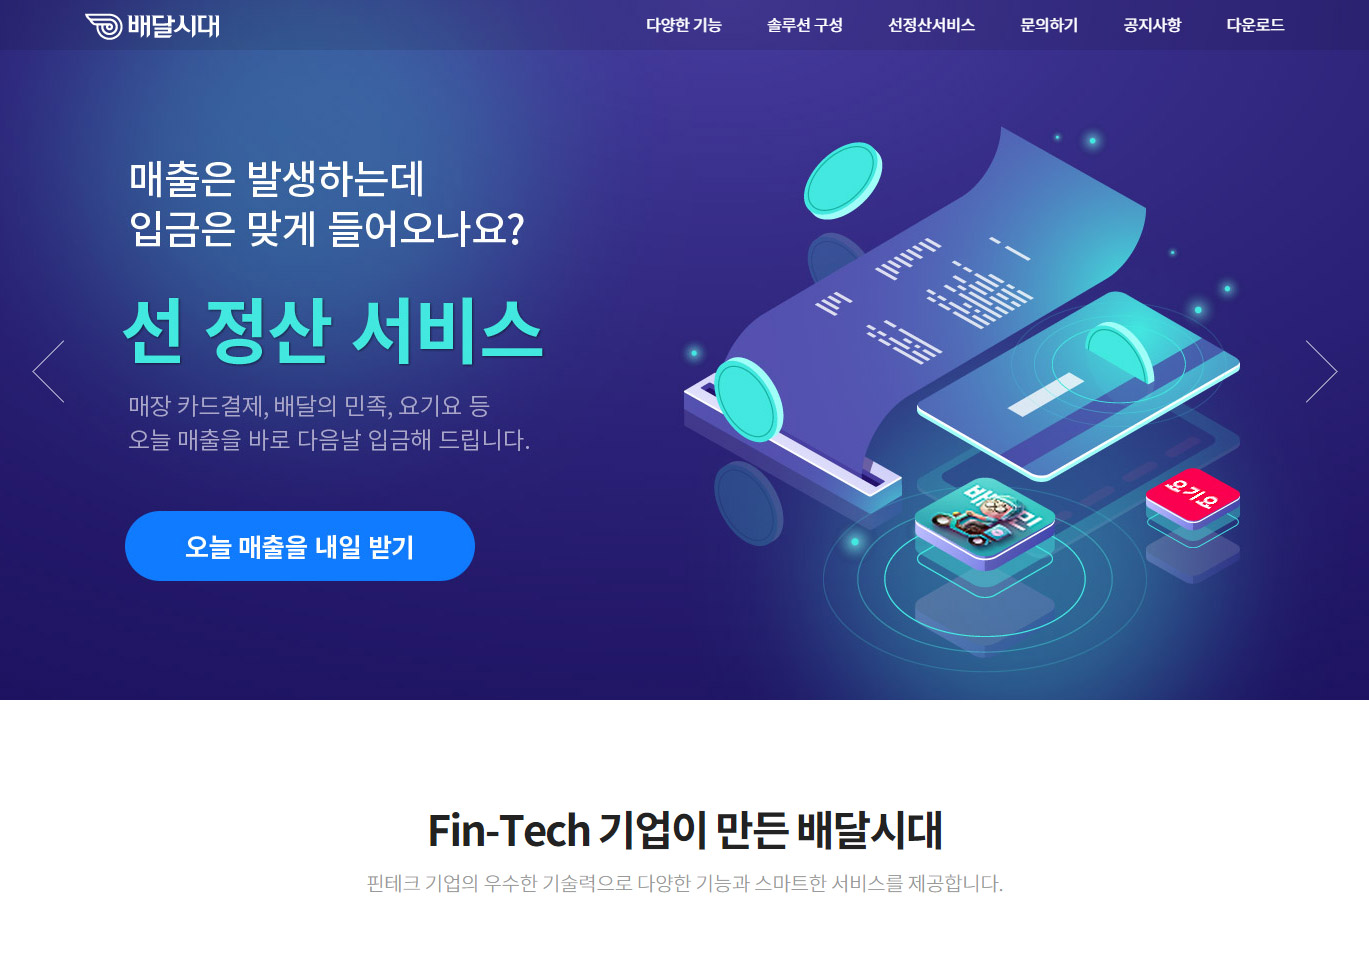 배달시대
다양한 기능
솔루션 구성
선정산서비스
문의하기
공지사항
다운로드
매출은 발생하는데
입금은 맞게 들어오나요?
선 정산 서비스
매장 카드결제, 배달의 민족, 요기요 등
오늘 매출을 바로 다음날 입금해 드립니다.
오늘 매출을 내일 받기
배민
요기요
Fin-Tech 기업이 만든 배달시대
핀테크 기업의 우수한 기술력으로 다양한 기능과 스마트한 서비스를 제공합니다.